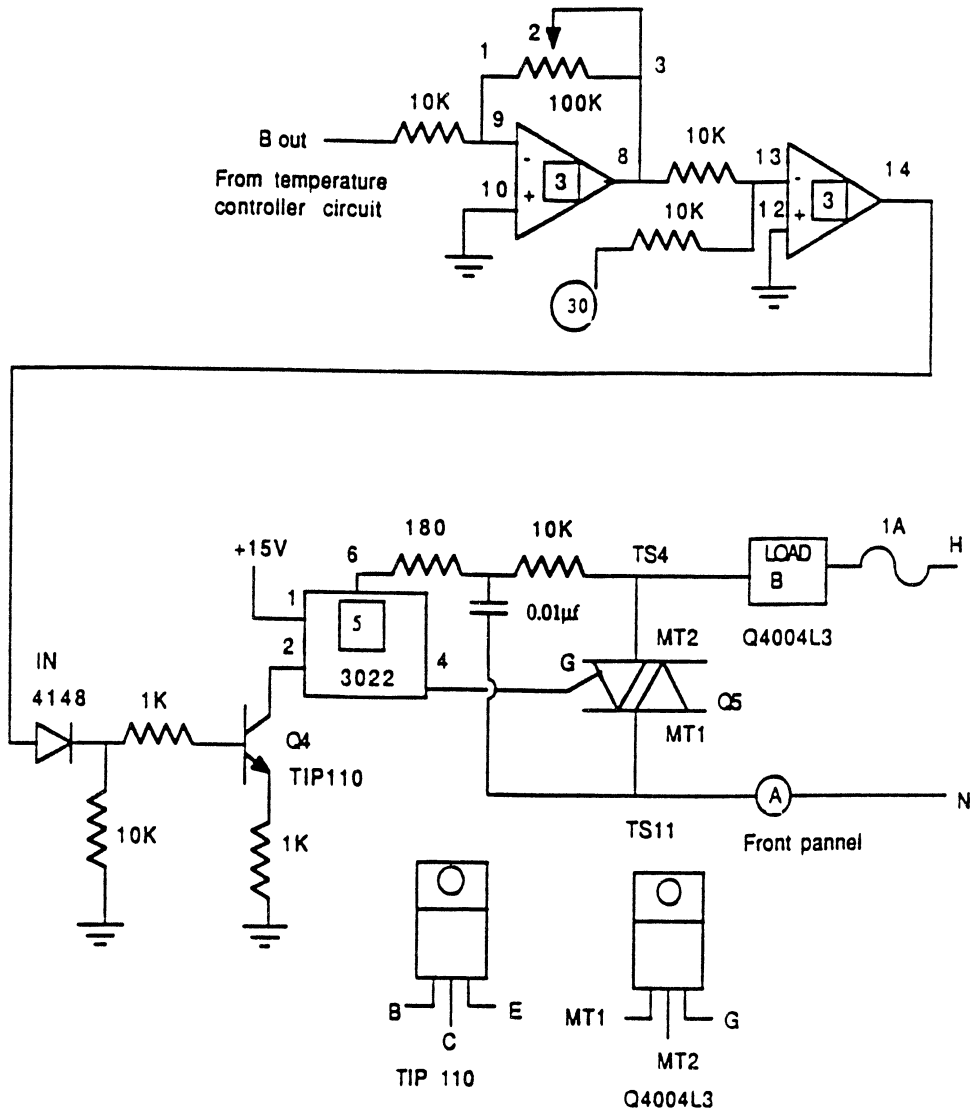 2
1
3
10K
100K
9
B out
8
10K
13
14
-
3
-
3
From temperature
controller circuit
10
+
10K
12
+
30
180
10K
1A
+15V
6
TS4
LOAD
B
H
1
5
0.01µf
2
MT2
Q4004L3
IN
4148
3022
4
G
Q5
1K
MT1
Q4
TIP110
A
N
10K
1K
TS11
Front pannel
B
E
MT1
G
C
MT2
TIP 110
Q4004L3